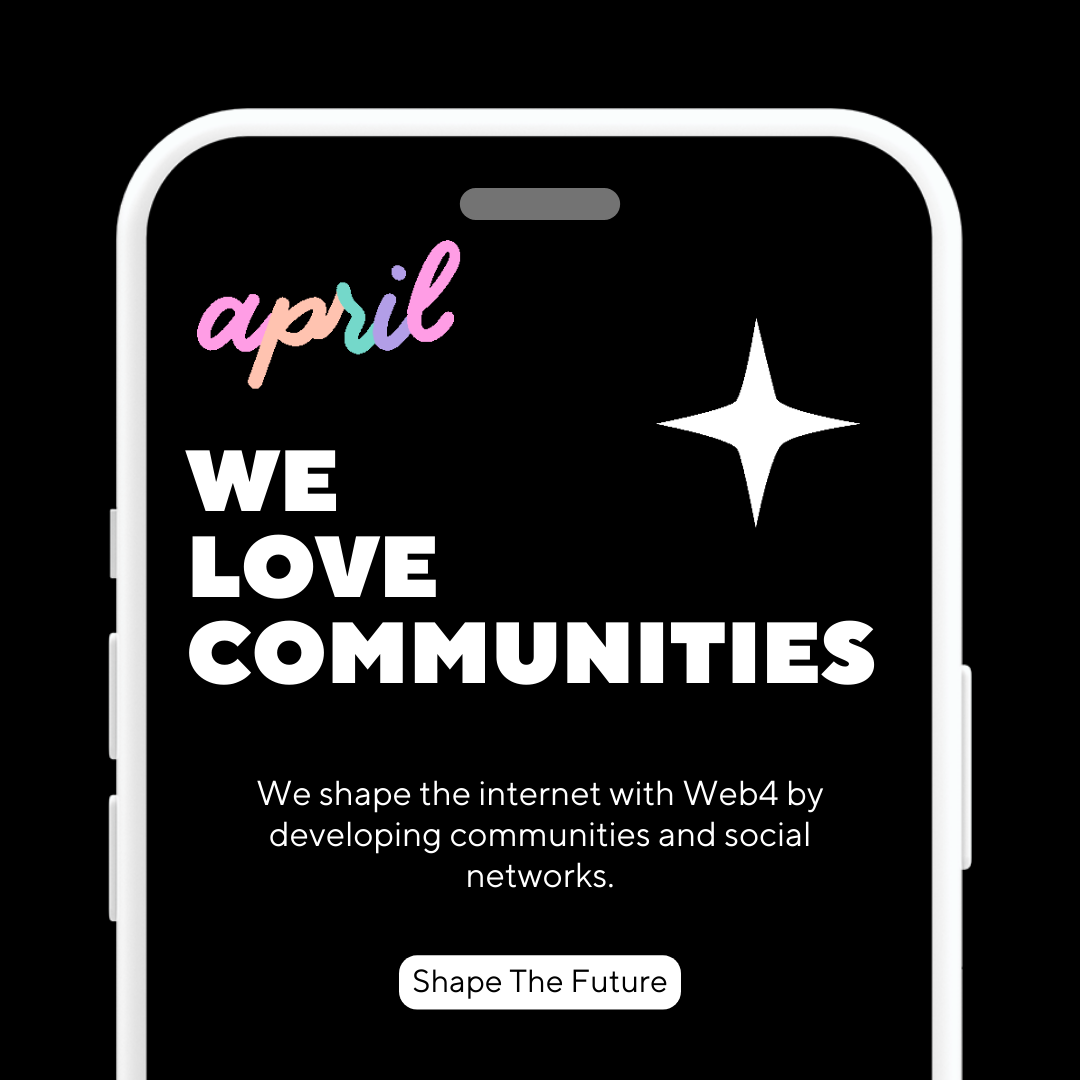 april
WE
LOVE
COMMUNITIES
We shape the internet with Web4 by
developing communities and social
networks.
Shape The Future